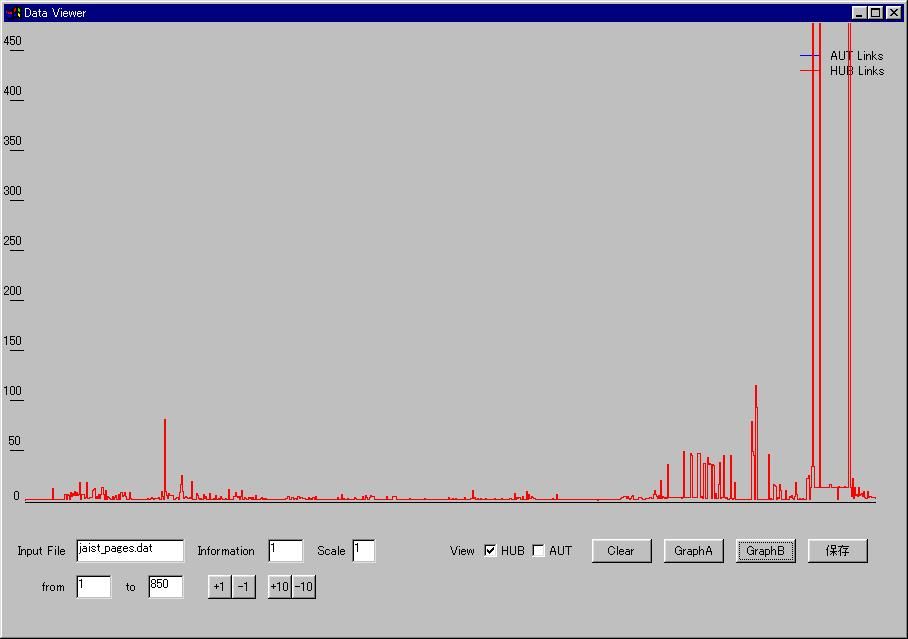 Data Viewer
450
AUT Links
HUB Links
400
350
300
250
200
150
100
50
0
Input File jaist_pages.dat Information 1 Scale 1 View HUB AUT Clear GraphA GraphB 保存
from 1 to 850 +1 -1 +10 -10